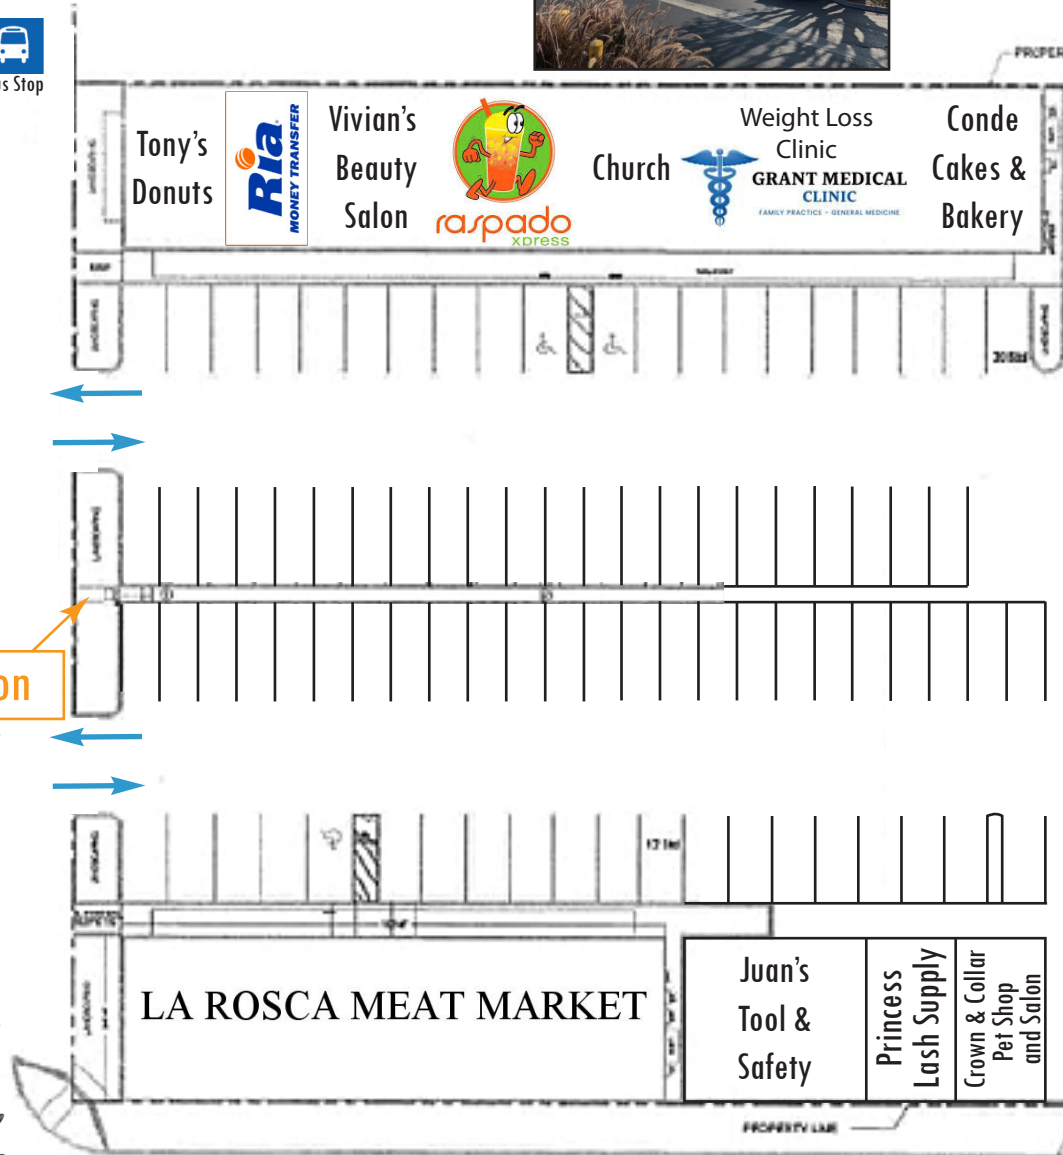 us Stop
PROPER
Tony's
Donuts
Ria
MONEY TRANSFER
Vivian's
Beauty
Salon
raspado
xpress
Church
Weight Loss
Clinic
GRANT MEDICAL
CLINIC
FAMILY PRACTICE - GENERAL MEDICINE
Conde
Cakes &
Bakery
on
LA ROSCA MEAT MARKET
Juan's
Tool &
Safety
Princess
Lash Supply
Crown & Collar
Pet Shop
and Salon
PROPERTY LINE